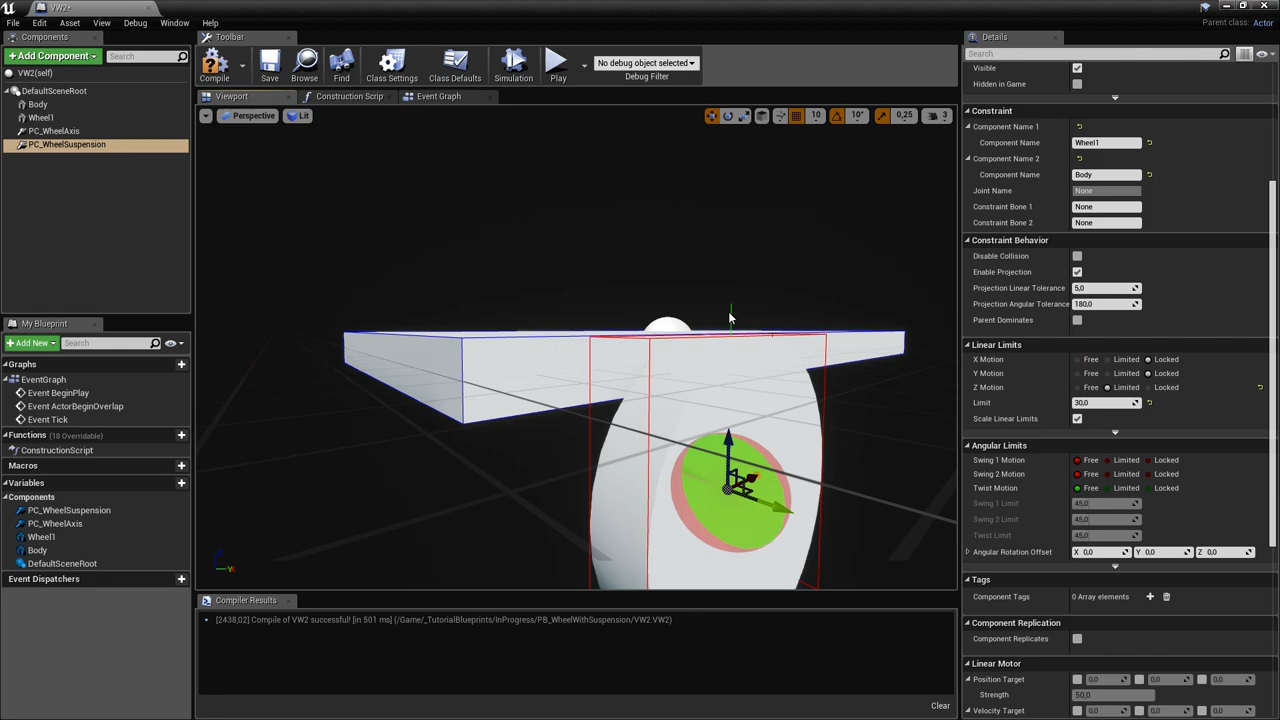 VW2*
File Edit Asset View Debug Window Help
Parent class: Actor
Components
Toolbar
Details
+ Add Component
Search
Search
VW2(self)
DefaultSceneRoot
Body
Wheel1
PC_WheelAxis
PC_WheelSuspension
Compile
Save
Browse
Find
Class Settings
Class Defaults
Simulation
Play
No debug object selected
Debug Filter
Viewport
Construction Scrip
Event Graph
Perspective
Lit
10
10°
0,25
3
My Blueprint
+ Add New
Search
Graphs
EventGraph
Event BeginPlay
Event ActorBeginOverlap
Event Tick
Functions (18 Overridable)
ConstructionScript
Macros
Variables
Components
PC_WheelSuspension
PC_WheelAxis
Wheel1
Body
DefaultSceneRoot
Event Dispatchers
Compiler Results
[2438,02] Compile of VW2 successful! [in 501 ms] (/Game/_TutorialBlueprints/InProgress/PB_WheelWithSuspension/VW2.VW2)
Clear
Visible
Hidden in Game
Constraint
Component Name 1
Component Name Wheel1
Component Name 2
Component Name Body
Joint Name None
Constraint Bone 1 None
Constraint Bone 2 None
Constraint Behavior
Disable Collision
Enable Projection
Projection Linear Tolerance 5,0
Projection Angular Tolerance 180,0
Parent Dominates
Linear Limits
X Motion Free Limited Locked
Y Motion Free Limited Locked
Z Motion Free Limited Locked
Limit 30,0
Scale Linear Limits
Angular Limits
Swing 1 Motion Free Limited Locked
Swing 2 Motion Free Limited Locked
Twist Motion Free Limited Locked
Swing 1 Limit 45,0
Swing 2 Limit 45,0
Twist Limit 45,0
Angular Rotation Offset X 0,0 Y 0,0 Z 0,0
Tags
Component Tags 0 Array elements
Component Replication
Component Replicates
Linear Motor
Position Target 0,0 0,0 0,0
Strength 50,0
Velocity Target 0,0 0,0 0,0